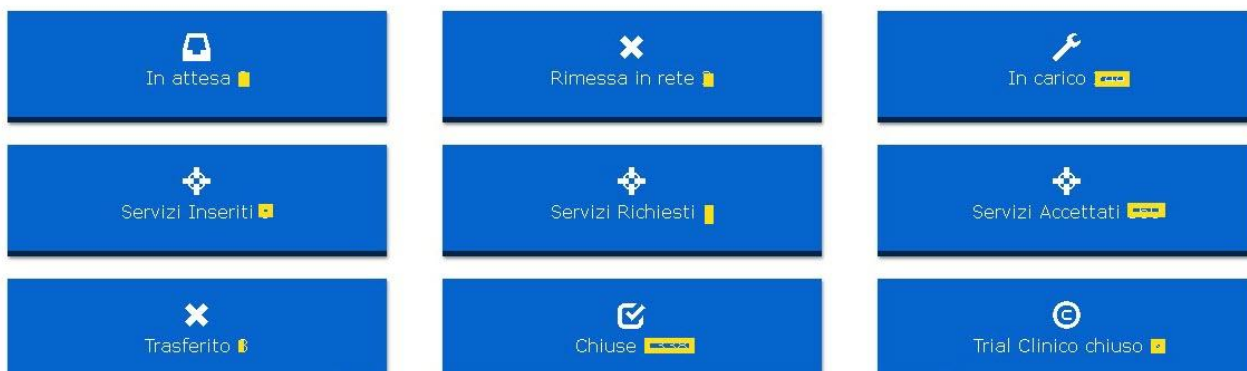 In attesa
Rimessa in rete
In carico
Servizi Inseriti
Servizi Richiesti
Servizi Accettati
Trasferito
Chiuse
Trial Clinico chiuso